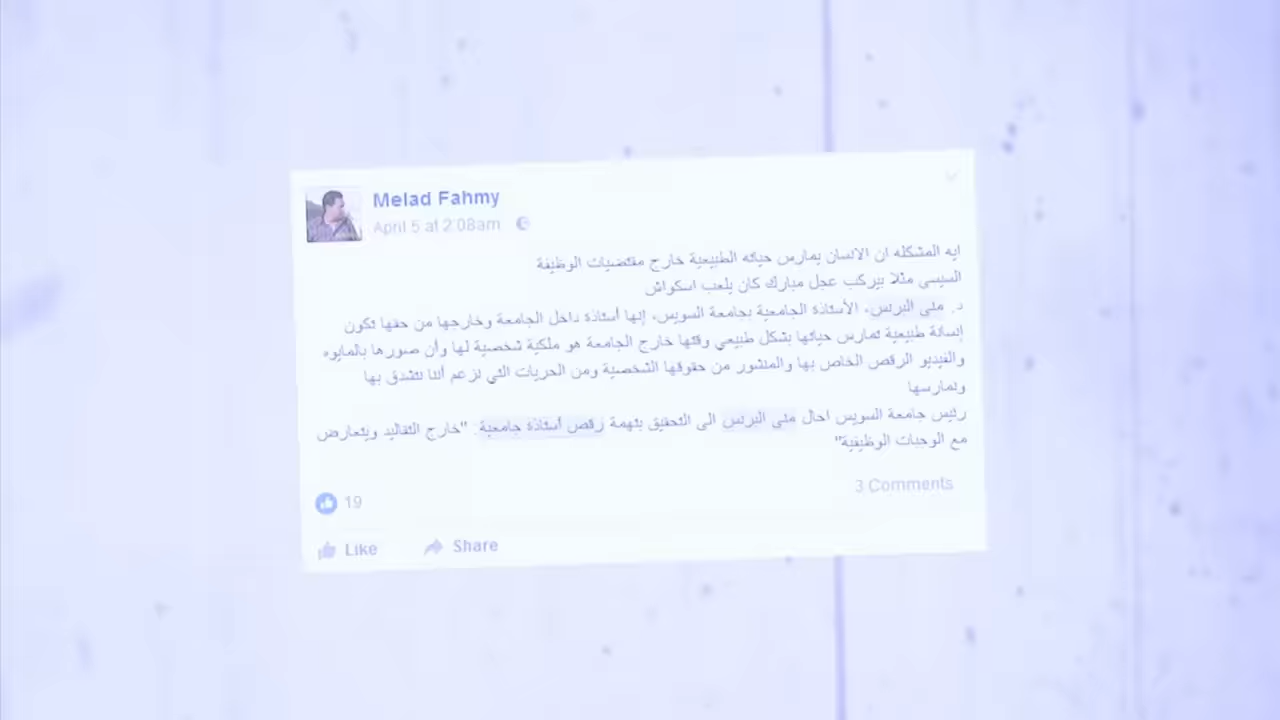 Melad Fahmy
April 5 at 2:08am
ايه المشكله ان الانسان يمارس حياته الطبيعية خارج مقتضيات الوظيفة
السيسي مثلا بيركب عجل مبارك كان يلعب اسكواش
د. منى البرنس، الأستاذة الجامعية بجامعة السويس، إنها أستاذة داخل الجامعة وخارجها من حقها تكون
إنسانة طبيعية تمارس حياتها بشكل طبيعي وقتها خارج الجامعة هو ملكية شخصية لها وأن صورها بالمايوه
والفيديو الرقص الخاص بها والمنشور من حقوقها الشخصية ومن الحريات التي نزعم أننا نتشدق بها
ونمارسها
رئيس جامعة السويس احال منى البرنس الى التحقيق بتهمة رقص أستاذة جامعية: "خارج التقاليد ويتعارض
مع الوجبات الوظيفية"
19
3 Comments
Like Share